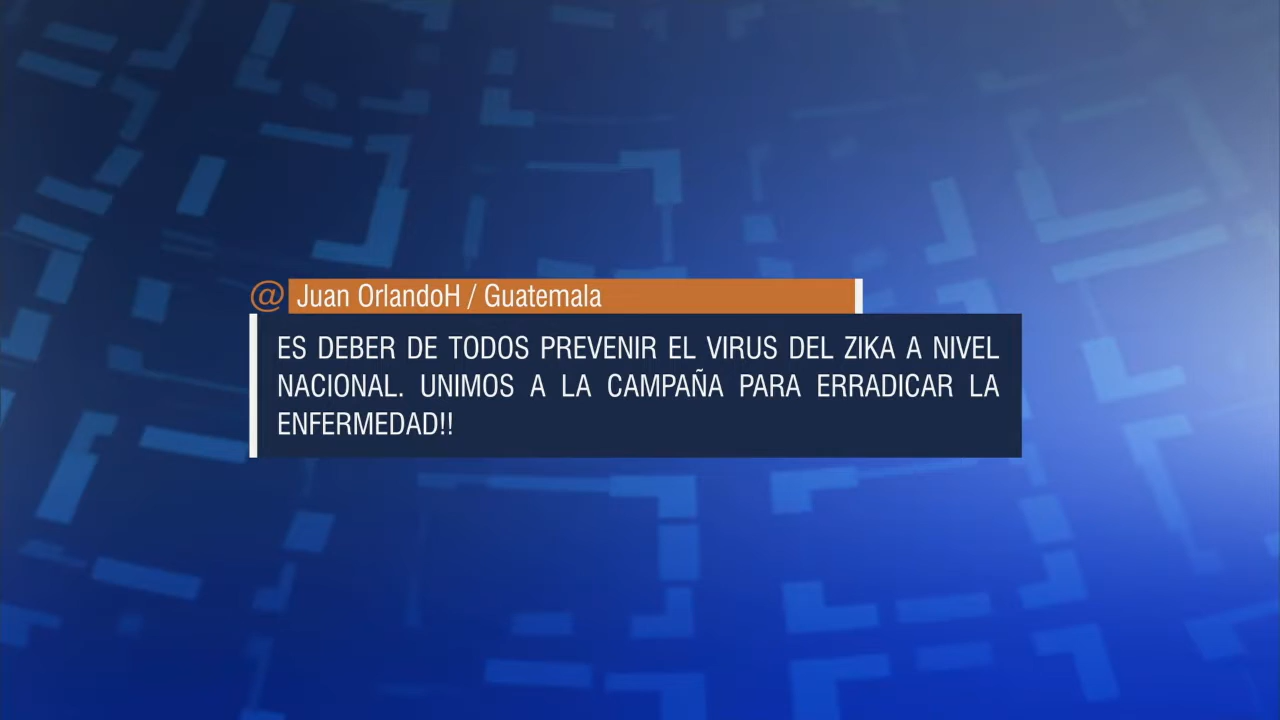 @ Juan OrlandoH / Guatemala
ES DEBER DE TODOS PREVENIR EL VIRUS DEL ZIKA A NIVEL
NACIONAL. UNIMOS A LA CAMPAÑA PARA ERRADICAR LA
ENFERMEDAD!!